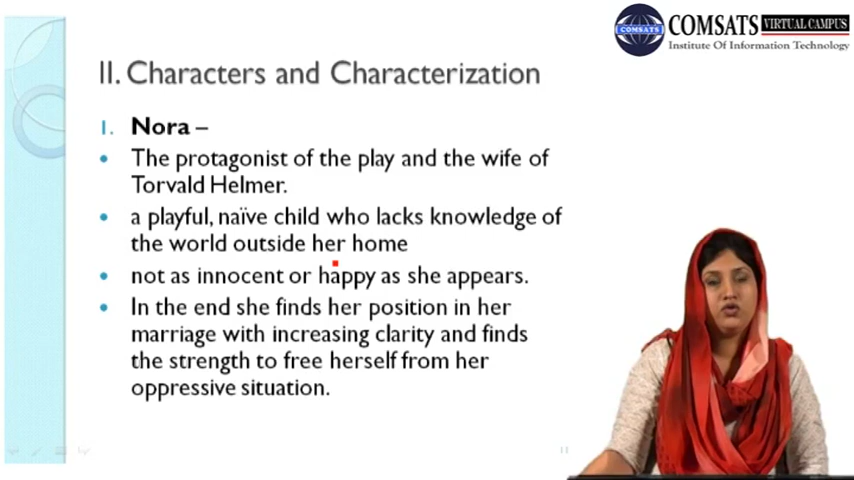 COMSATS VIRTUAL CAMPUS
COMSATS
Institute Of Information Technology
II. Characters and Characterization
1. Nora –
• The protagonist of the play and the wife of
Torvald Helmer.
• a playful, naïve child who lacks knowledge of
the world outside her home
• not as innocent or happy as she appears.
• In the end she finds her position in her
marriage with increasing clarity and finds
the strength to free herself from her
oppressive situation.